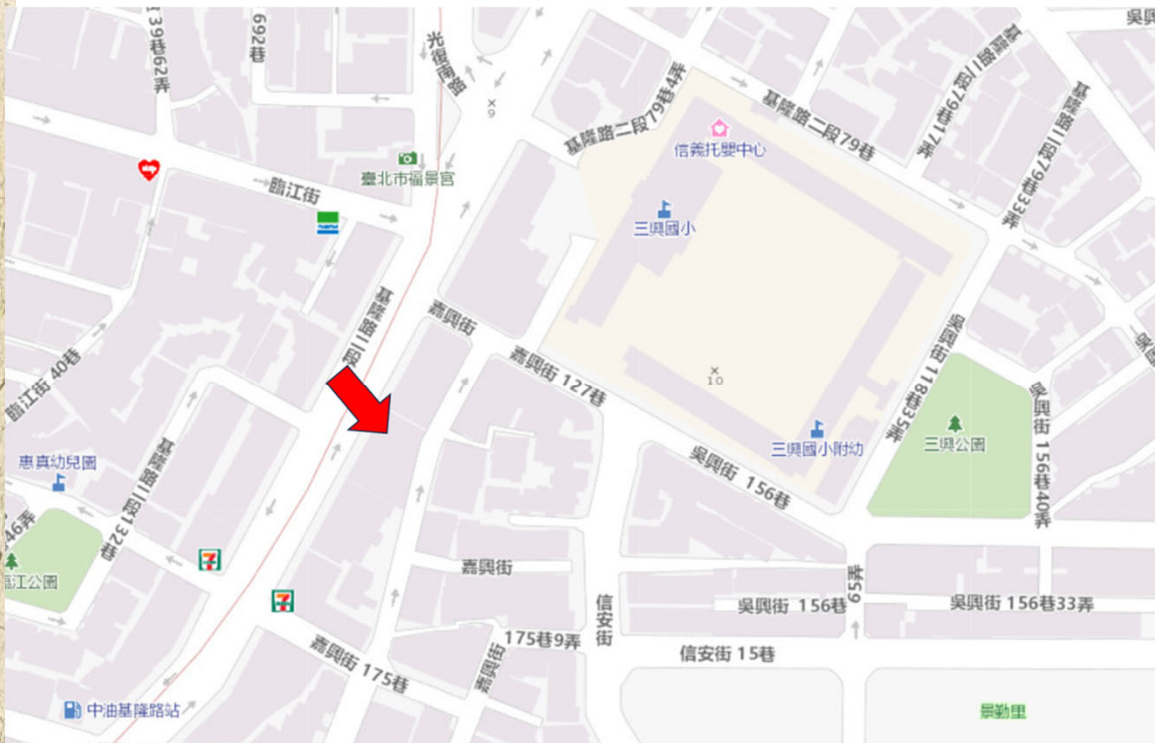 39巷62弄
692巷
光復南路
9
基隆路二段79巷4弄
信義托嬰中心
三興國小
基隆路二段79巷
基隆路二段79巷17弄
基隆路二段79巷33弄
吳興
臺北市福景宮
臨江街
基隆路二段
嘉興街
嘉興街 127巷
10
吳興街 118巷35弄
三興公園
吳興街 156巷40弄
三興國小附幼
吳興街 156巷
臨江街 40巷
惠真幼兒園
46弄
臨江公園
基隆路二段132巷
7
7
嘉興街
嘉興街 175巷
嘉興街
175巷9弄
信安街
吳興街 156巷
59弄
吳興街 156巷33弄
信安街 15巷
中油基隆路站
景勤里